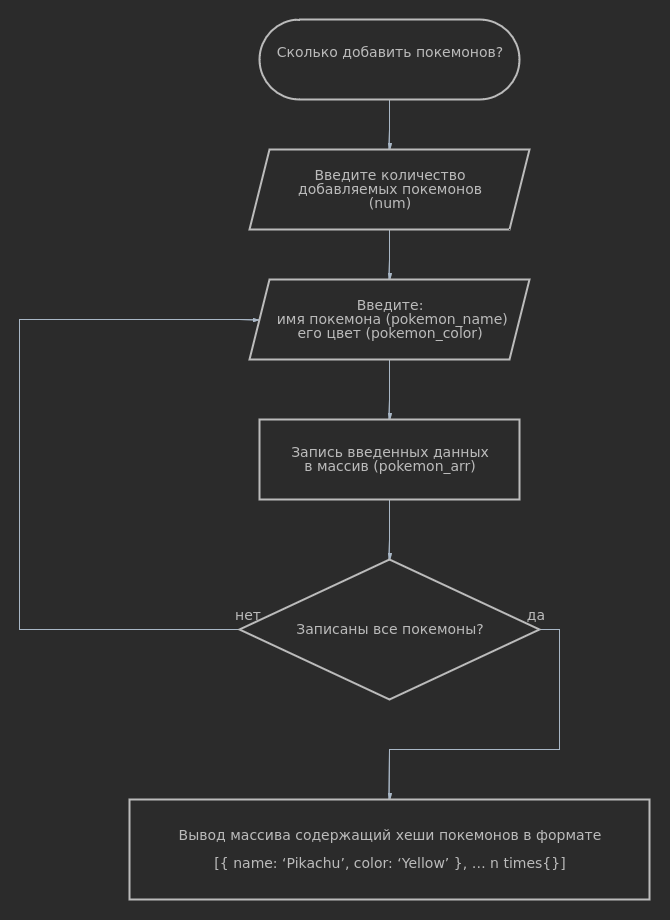 Сколько добавить покемонов?
Введите количество
добавляемых покемонов
(num)
Введите:
имя покемона (pokemon_name)
его цвет (pokemon_color)
Запись введенных данных
в массив (pokemon_arr)
нет
Записаны все покемоны?
да
Вывод массива содержащий хеши покемонов в формате
[{ name: ‘Pikachu’, color: ‘Yellow’ }, ... n times{}]